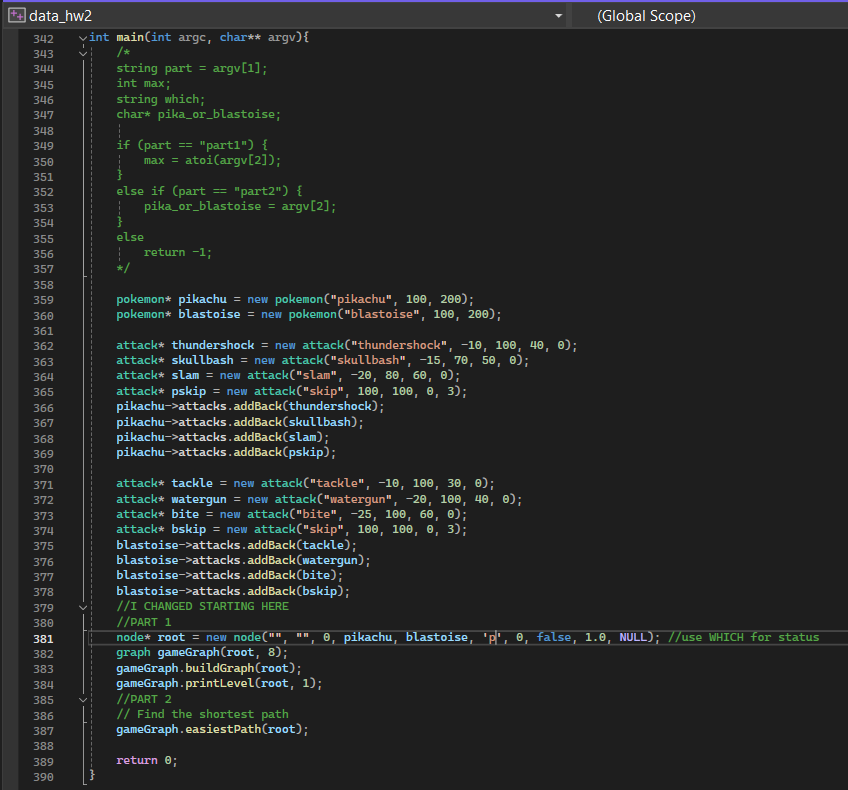 data_hw2 (Global Scope)
342 int main(int argc, char** argv){
343 /*
344 string part = argv[1];
345 int max;
346 string which;
347 char* pika_or_blastoise;
348
349 if (part == "part1") {
350 max = atoi(argv[2]);
351 }
352 else if (part == "part2") {
353 pika_or_blastoise = argv[2];
354 }
355 else
356 return -1;
357 */
358
359 pokemon* pikachu = new pokemon("pikachu", 100, 200);
360 pokemon* blastoise = new pokemon("blastoise", 100, 200);
361
362 attack* thundershock = new attack("thundershock", -10, 100, 40, 0);
363 attack* skullbash = new attack("skullbash", -15, 70, 50, 0);
364 attack* slam = new attack("slam", -20, 80, 60, 0);
365 attack* pskip = new attack("skip", 100, 100, 0, 3);
366 pikachu->attacks.addBack(thundershock);
367 pikachu->attacks.addBack(skullbash);
368 pikachu->attacks.addBack(slam);
369 pikachu->attacks.addBack(pskip);
370
371 attack* tackle = new attack("tackle", -10, 100, 30, 0);
372 attack* watergun = new attack("watergun", -20, 100, 40, 0);
373 attack* bite = new attack("bite", -25, 100, 60, 0);
374 attack* bskip = new attack("skip", 100, 100, 0, 3);
375 blastoise->attacks.addBack(tackle);
376 blastoise->attacks.addBack(watergun);
377 blastoise->attacks.addBack(bite);
378 blastoise->attacks.addBack(bskip);
379 //I CHANGED STARTING HERE
380 //PART 1
381 node* root = new node("", "", 0, pikachu, blastoise, 'p', 0, false, 1.0, NULL); //use WHICH for status
382 graph gameGraph(root, 8);
383 gameGraph.buildGraph(root);
384 gameGraph.printLevel(root, 1);
385 //PART 2
386 // Find the shortest path
387 gameGraph.easiestPath(root);
388
389 return 0;
390 }